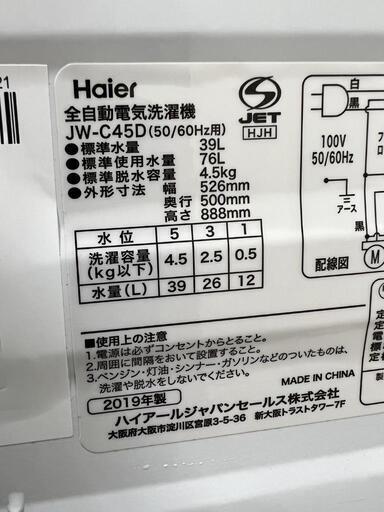 21
Haier
全自動電気洗濯機
JW-C45D(50/60Hz用)
JET
HJH
●標準水量 39L
●標準使用水量 76L
●標準脱水容量 4.5kg
●外形寸法 幅 526mm
奥行 500mm
高さ 888mm
水位 5 3 1
洗濯容量(kg以下) 4.5 2.5 0.5
水量(L) 39 26 12
白
黒
100V
50/60Hz
アース
黒
M
配線図
■使用上の注意
1.電源は必ずコンセントからとること。
2.周囲に間隔をおいて設置すること。
3.ベンジン・灯油・シンナー・ガソリンなどのついたものは、
洗濯や脱水をしないでください。
2019年製
MADE IN CHINA
ハイアールジャパンセールス株式会社
大阪府大阪市淀川区宮原3-5-36 新大阪トラストタワー7F